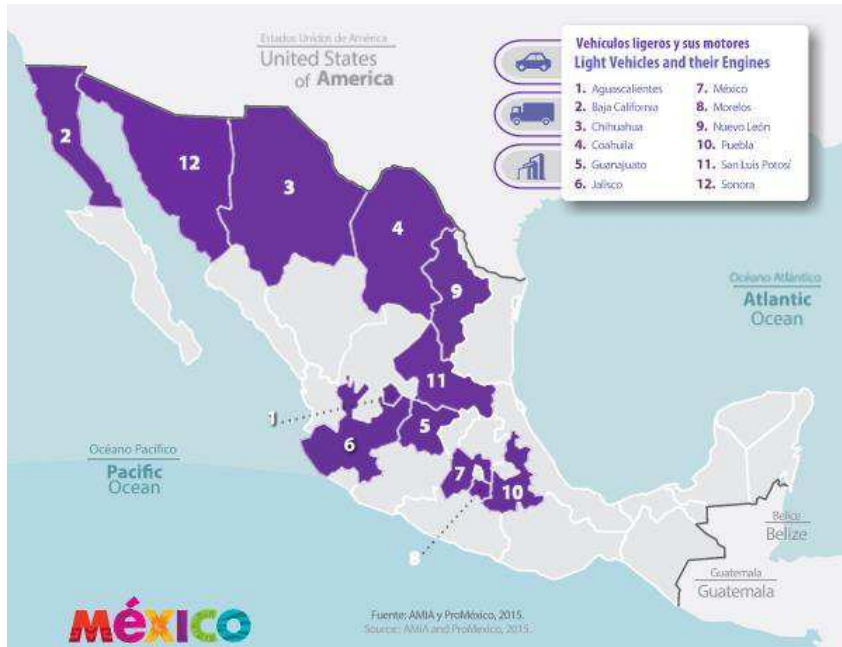 Estados Unidos de América
United States
of America
Vehículos ligeros y sus motores
Light Vehicles and their Engines
1. Aguascalientes
2. Baja California
3. Chihuahua
4. Coahuila
5. Guanajuato
6. Jalisco
7. México
8. Morelos
9. Nuevo León
10. Puebla
11. San Luis Potosí
12. Sonora
2
12
3
4
9
Océano Atlántico
Atlantic
Ocean
11
1
5
6
Océano Pacífico
Pacific
Ocean
7
10
8
Belice
Belize
Guatemala
Guatemala
Fuente: AMIA y ProMéxico, 2015.
Source: AMIA and ProMexico, 2015.
México